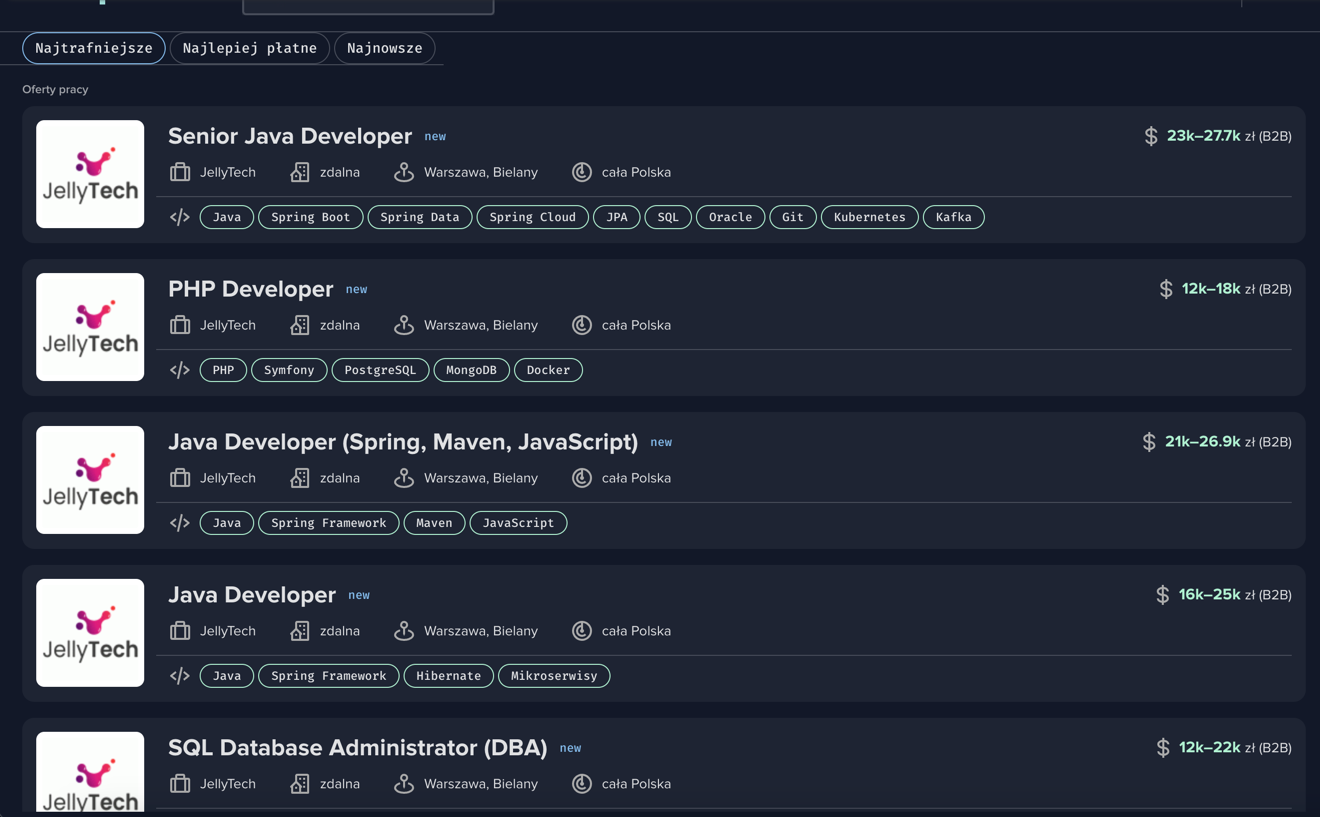 Najtrafniejsze Najlepiej płatne Najnowsze
Oferty pracy
JellyTech
Senior Java Developer new
23k–27.7k zł (B2B)
JellyTech zdalna Warszawa, Bielany cała Polska
</> Java Spring Boot Spring Data Spring Cloud JPA SQL Oracle Git Kubernetes Kafka
JellyTech
PHP Developer new
12k–18k zł (B2B)
JellyTech zdalna Warszawa, Bielany cała Polska
</> PHP Symfony PostgreSQL MongoDB Docker
JellyTech
Java Developer (Spring, Maven, JavaScript) new
21k–26.9k zł (B2B)
JellyTech zdalna Warszawa, Bielany cała Polska
</> Java Spring Framework Maven JavaScript
JellyTech
Java Developer new
16k–25k zł (B2B)
JellyTech zdalna Warszawa, Bielany cała Polska
</> Java Spring Framework Hibernate Mikroserwisy
JellyTech
SQL Database Administrator (DBA) new
12k–22k zł (B2B)
JellyTech zdalna Warszawa, Bielany cała Polska